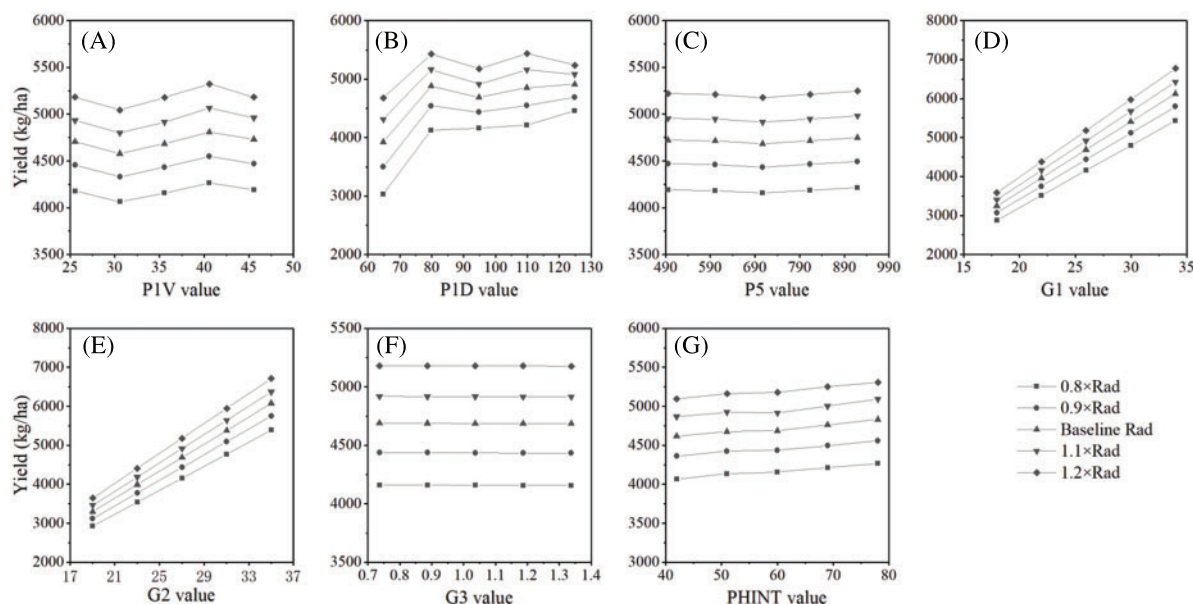 (A)
6000
5500
5000
4500
4000
3500
25 30 35 40 45 50
P1V value
Yield (kg/ha)
(B)
6000
5000
4000
3000
2000
60 70 80 90 100 110 120 130
P1D value
(C)
6000
5500
5000
4500
4000
3500
490 590 690 790 890 990
P5 value
(D)
8000
7000
6000
5000
4000
3000
2000
15 20 25 30 35
G1 value
(E)
8000
7000
6000
5000
4000
3000
2000
17 21 25 29 33 37
G2 value
Yield (kg/ha)
(F)
5500
5000
4500
4000
3500
0.7 0.8 0.9 1.0 1.1 1.2 1.3 1.4
G3 value
(G)
6000
5500
5000
4500
4000
3500
3000
40 50 60 70 80
PHINT value
0.8×Rad
0.9×Rad
Baseline Rad
1.1×Rad
1.2×Rad